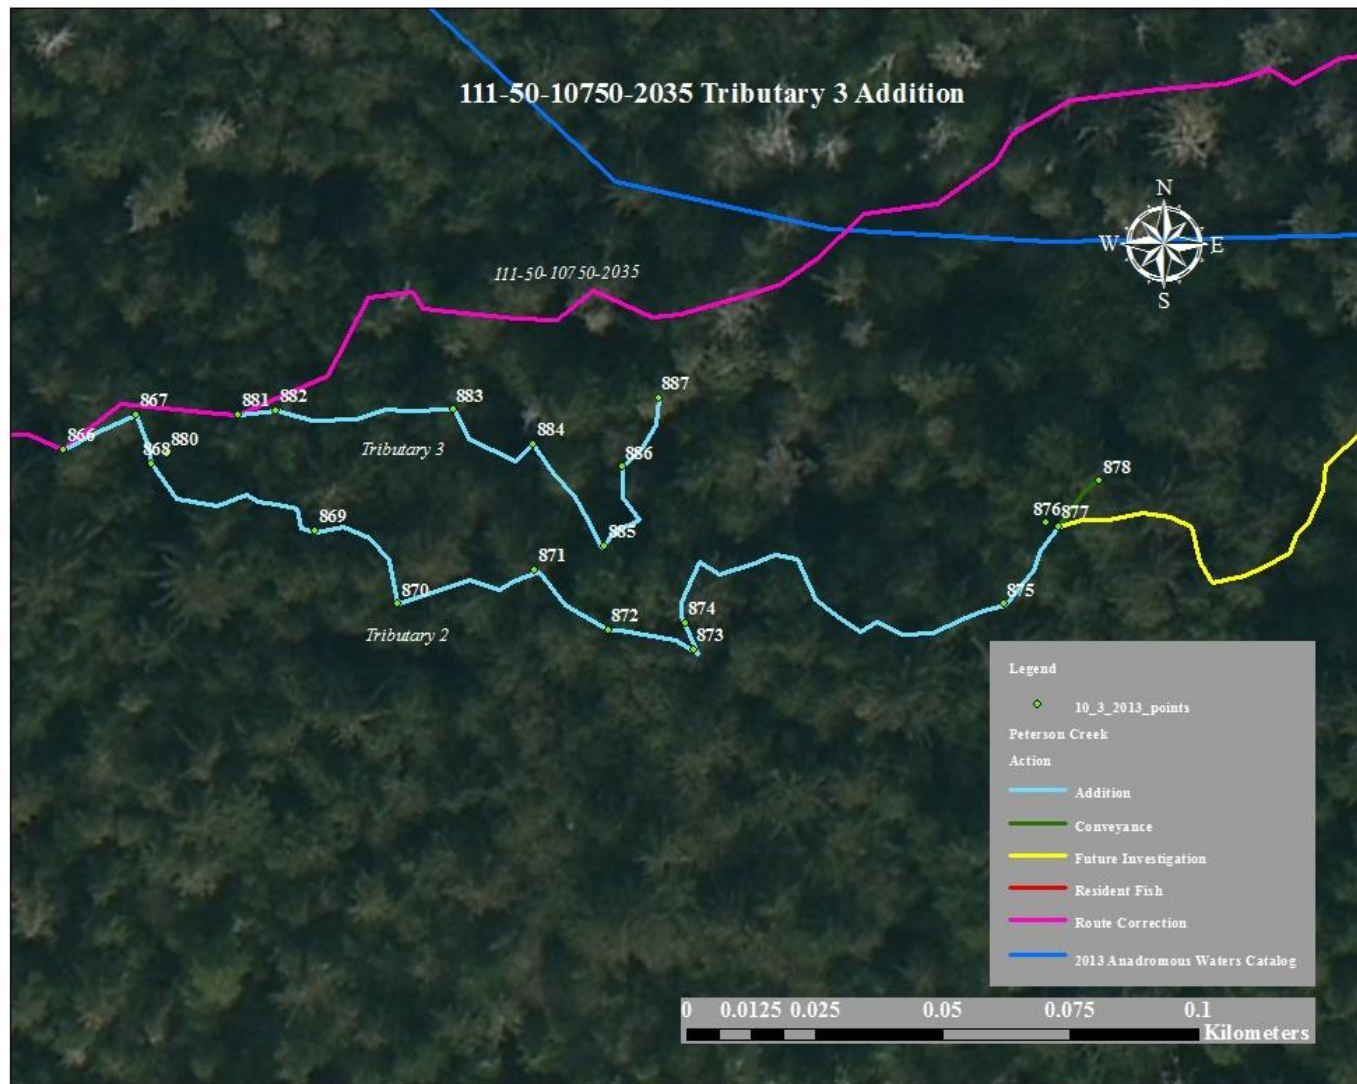 111-50-10750-2035 Tributary 3 Addition
N
W E
S
111-50-10750-2035
887
867
881 882
883
866
868 880
Tributary 3
884
886
878
876 877
869
885
871
870
875
874
872
Tributary 2
873
Legend
10_3_2013_points
Peterson Creek
Action
Addition
Conveyance
Future Investigation
Resident Fish
Route Correction
2013 Anadromous Waters Catalog
0 0.0125 0.025 0.05 0.075 0.1
Kilometers